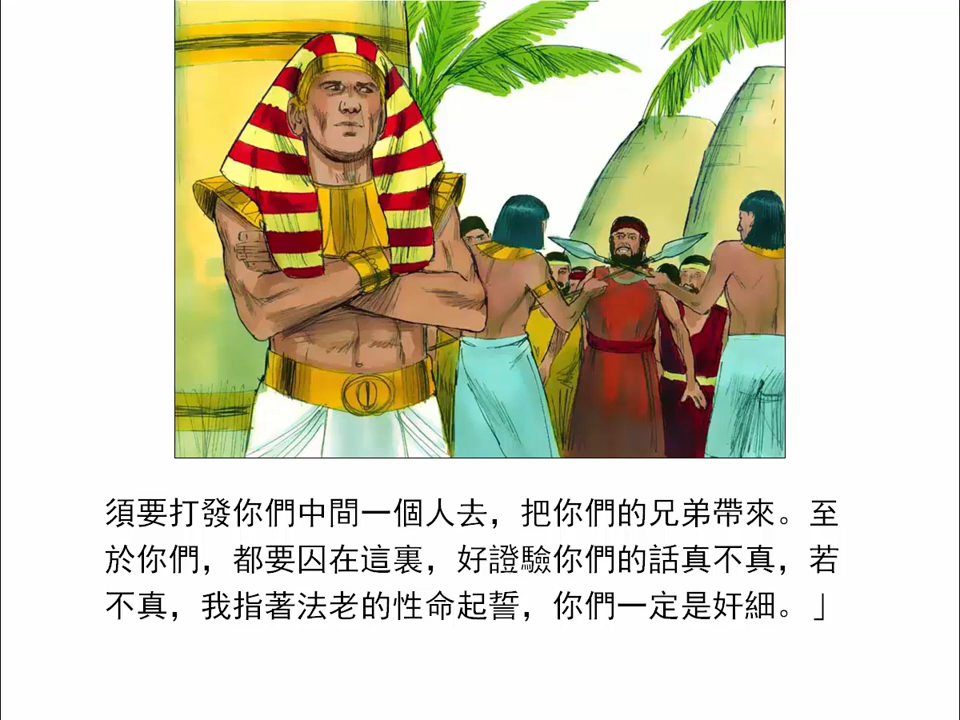 須要打發你們中間一個人去，把你們的兄弟帶來。至
於你們，都要囚在這裏，好證驗你們的話真不真，若
不真，我指著法老的性命起誓，你們一定是奸細。」